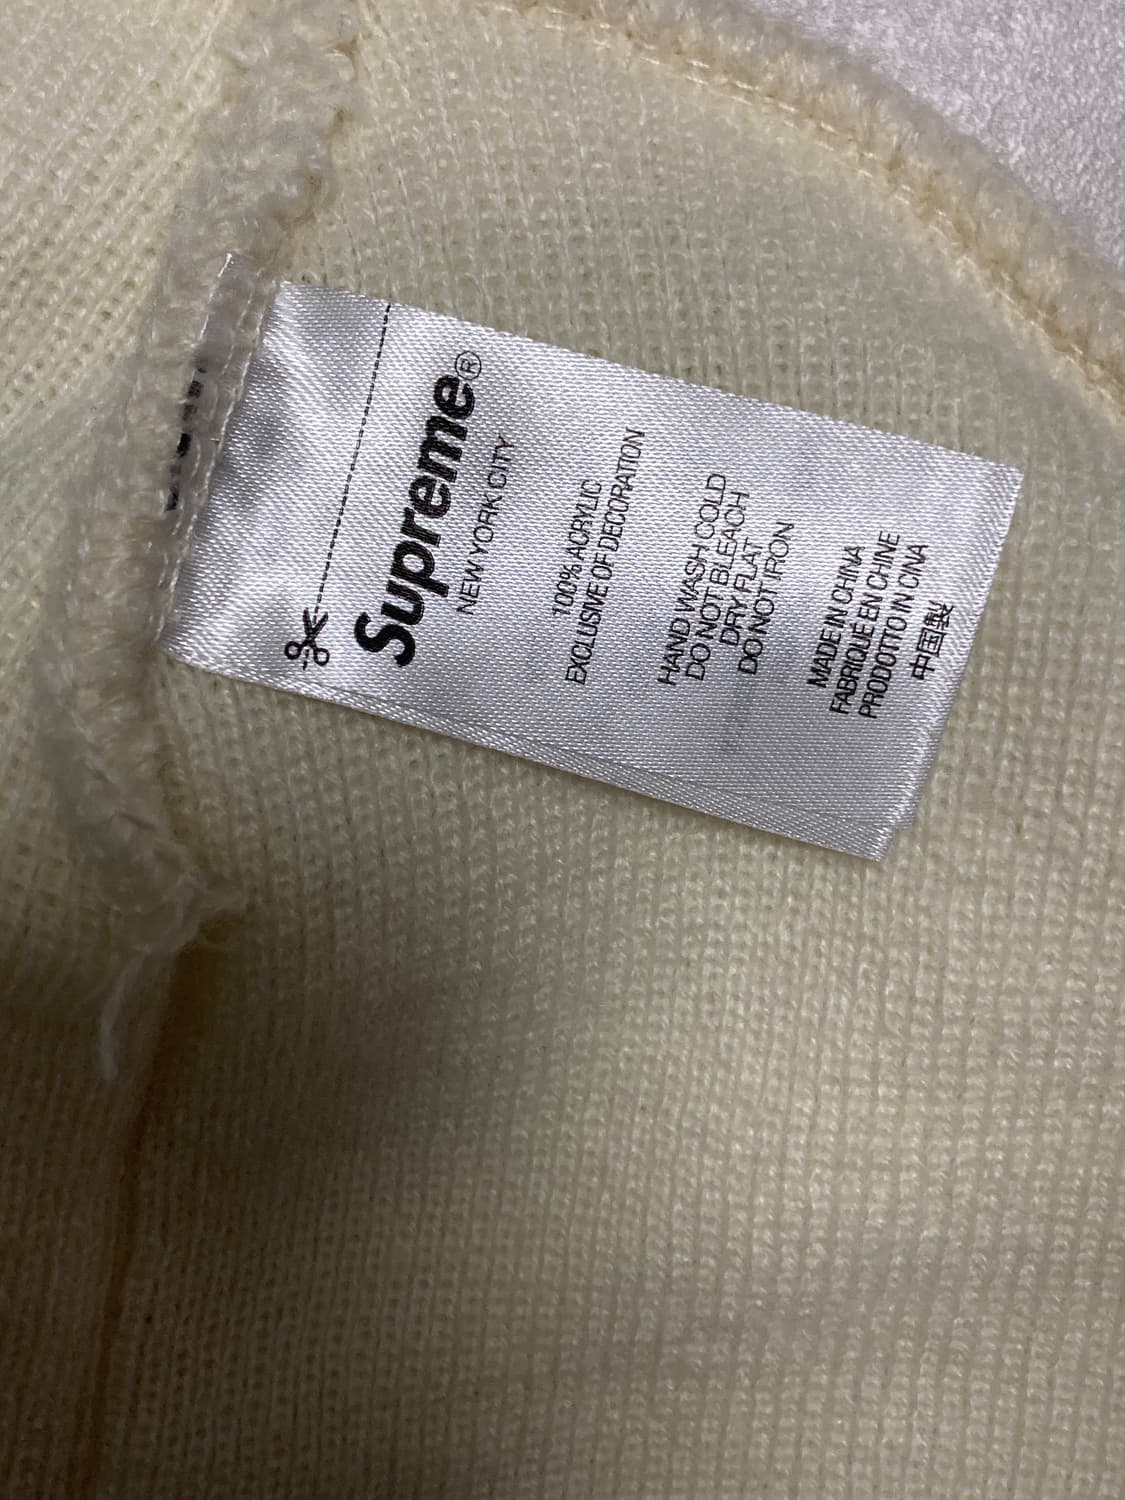 Supreme®
NEW YORK CITY
100% ACRYLIC
EXCLUSIVE OF DECORATION
HAND WASH COLD
DO NOT BLEACH
DRY FLAT
DO NOT IRON
MADE IN CHINA
FABRIQUE EN CHINE
PRODOTTO IN CINA
中国製